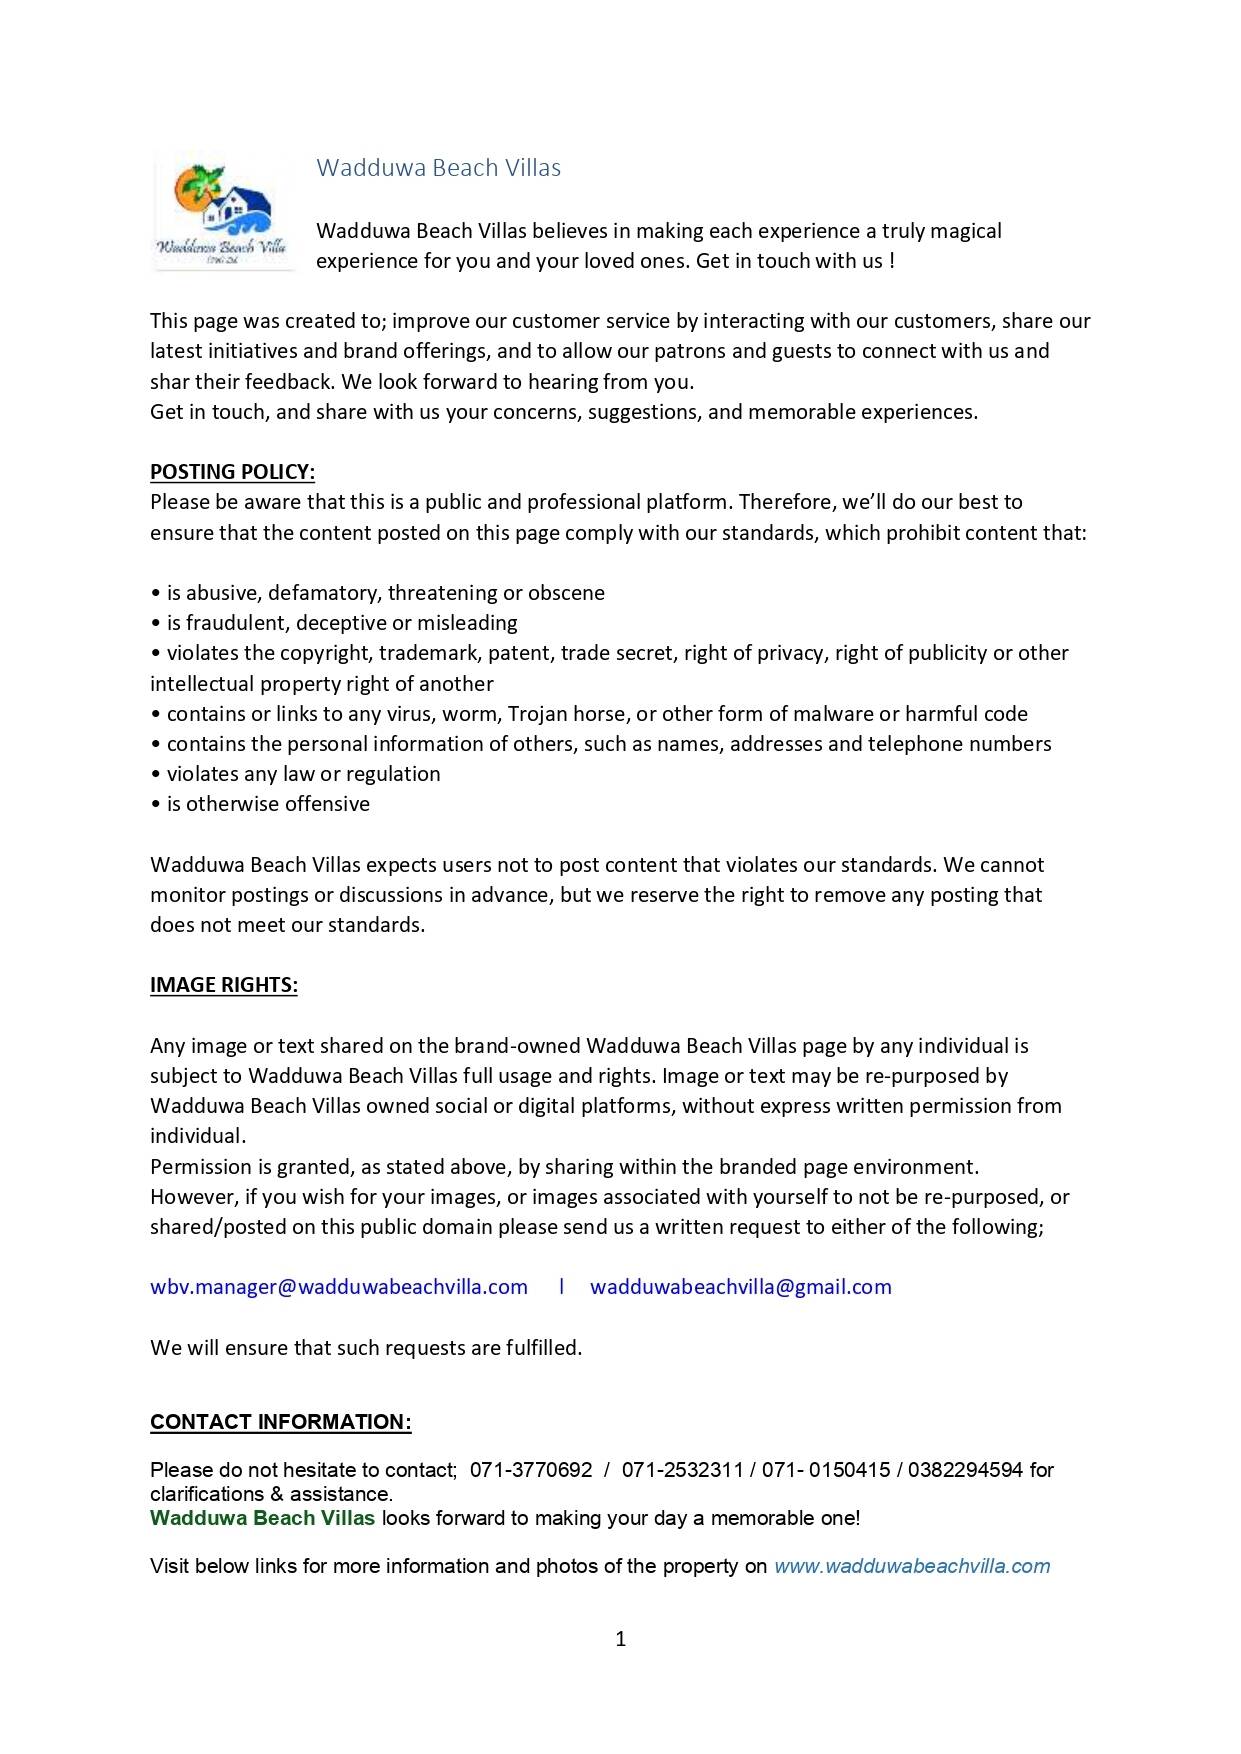 Wadduwa Beach Villas
Wadduwa Beach Villa
Wadduwa Beach Villas believes in making each experience a truly magical
experience for you and your loved ones. Get in touch with us !
This page was created to; improve our customer service by interacting with our customers, share our
latest initiatives and brand offerings, and to allow our patrons and guests to connect with us and
shar their feedback. We look forward to hearing from you.
Get in touch, and share with us your concerns, suggestions, and memorable experiences.
POSTING POLICY:
Please be aware that this is a public and professional platform. Therefore, we’ll do our best to
ensure that the content posted on this page comply with our standards, which prohibit content that:
• is abusive, defamatory, threatening or obscene
• is fraudulent, deceptive or misleading
• violates the copyright, trademark, patent, trade secret, right of privacy, right of publicity or other
intellectual property right of another
• contains or links to any virus, worm, Trojan horse, or other form of malware or harmful code
• contains the personal information of others, such as names, addresses and telephone numbers
• violates any law or regulation
• is otherwise offensive
Wadduwa Beach Villas expects users not to post content that violates our standards. We cannot
monitor postings or discussions in advance, but we reserve the right to remove any posting that
does not meet our standards.
IMAGE RIGHTS:
Any image or text shared on the brand-owned Wadduwa Beach Villas page by any individual is
subject to Wadduwa Beach Villas full usage and rights. Image or text may be re-purposed by
Wadduwa Beach Villas owned social or digital platforms, without express written permission from
individual.
Permission is granted, as stated above, by sharing within the branded page environment.
However, if you wish for your images, or images associated with yourself to not be re-purposed, or
shared/posted on this public domain please send us a written request to either of the following;
wbv.manager@wadduwabeachvilla.com l wadduwabeachvilla@gmail.com
We will ensure that such requests are fulfilled.
CONTACT INFORMATION:
Please do not hesitate to contact; 071-3770692 / 071-2532311 / 071- 0150415 / 0382294594 for
clarifications & assistance.
Wadduwa Beach Villas looks forward to making your day a memorable one!
Visit below links for more information and photos of the property on www.wadduwabeachvilla.com
1